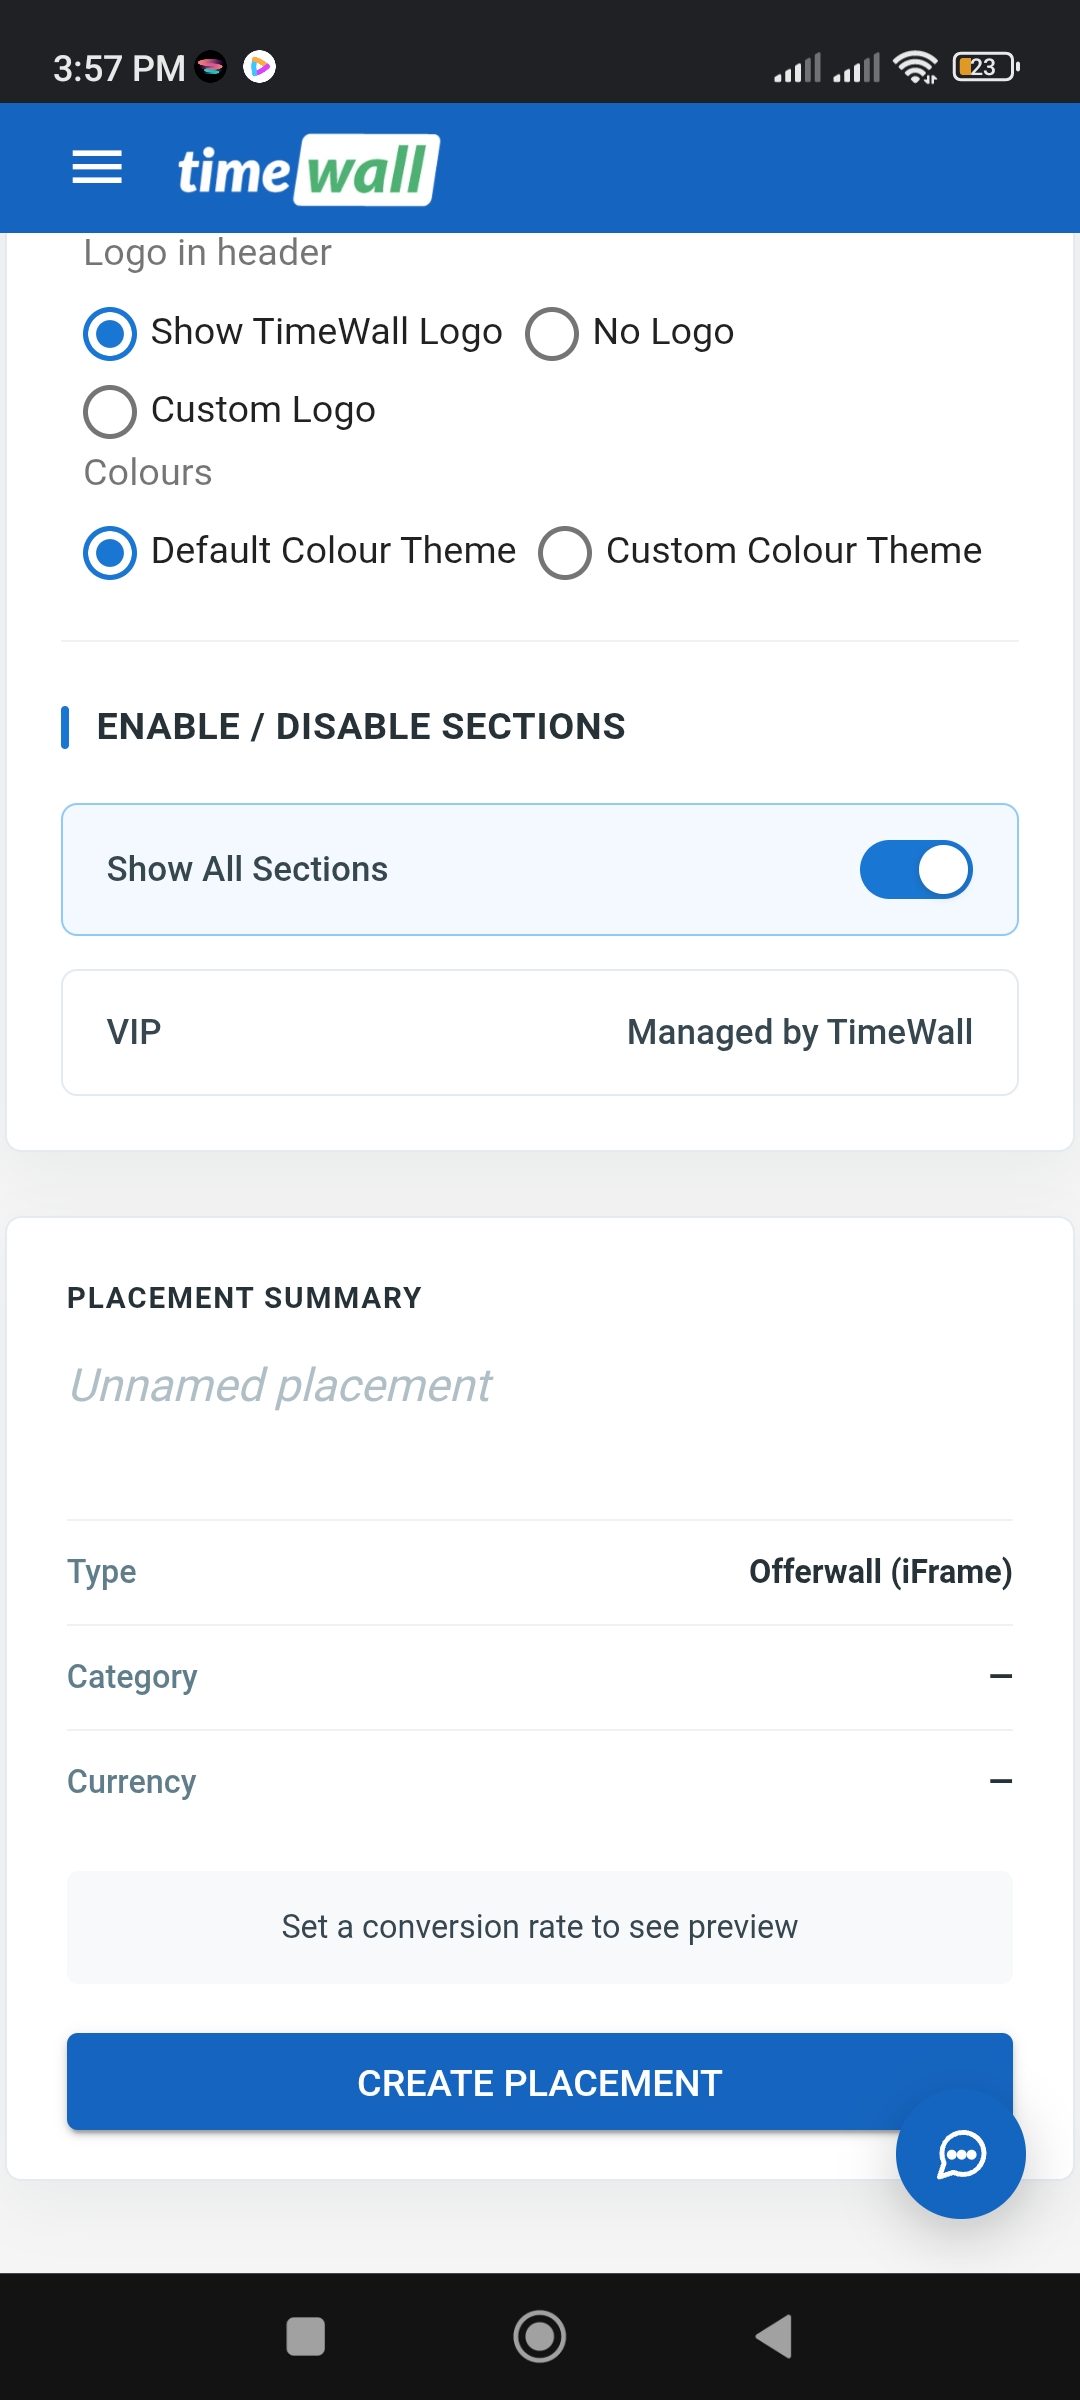 3:57 PM
23
timewall
Logo in header
Show TimeWall Logo No Logo
Custom Logo
Colours
Default Colour Theme Custom Colour Theme
ENABLE / DISABLE SECTIONS
Show All Sections
VIP Managed by TimeWall
PLACEMENT SUMMARY
Unnamed placement
Type Offerwall (iFrame)
Category –
Currency –
Set a conversion rate to see preview
CREATE PLACEMENT